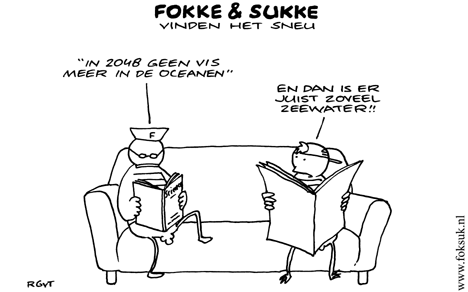 FOKKE & SUKKE
VINDEN HET SNEU
"IN 2048 GEEN VIS
MEER IN DE OCEANEN"
EN DAN IS ER
JUIST ZOVEEL
ZEEWATER!!
F
RGvT
www.foksuk.nl